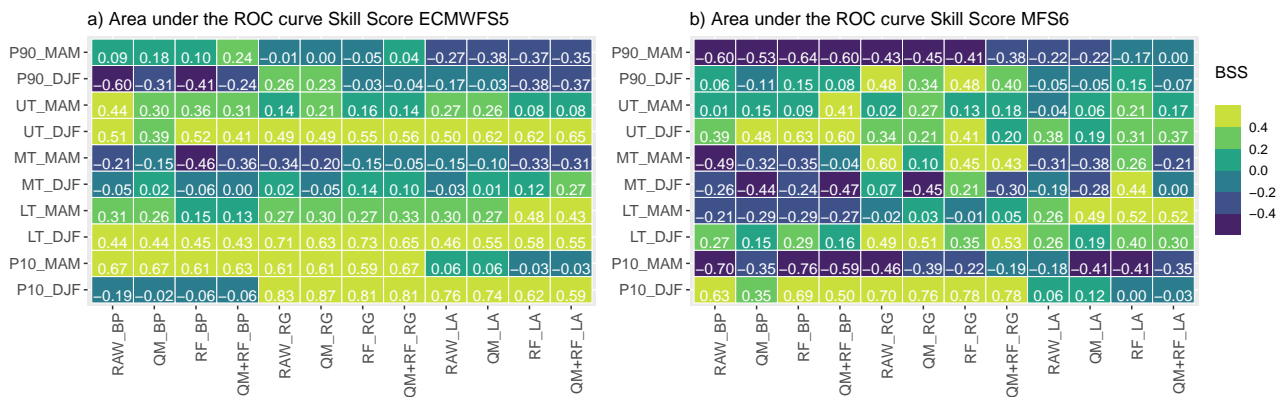 a) Area under the ROC curve Skill Score ECMWFS5
P90_MAM 0.09 0.18 0.10 0.24 −0.01 0.00 −0.05 0.04 −0.27 −0.38 −0.37 −0.35
P90_DJF −0.60 −0.31 −0.41 −0.24 0.26 0.23 −0.03 −0.04 −0.17 −0.03 −0.38 −0.37
UT_MAM 0.44 0.30 0.36 0.31 0.14 0.21 0.16 0.14 0.27 0.26 0.08 0.08
UT_DJF 0.51 0.39 0.52 0.41 0.49 0.49 0.55 0.56 0.50 0.62 0.62 0.65
MT_MAM −0.21 −0.15 −0.46 −0.36 −0.34 −0.20 −0.15 −0.05 −0.15 −0.10 −0.33 −0.31
MT_DJF −0.05 0.02 −0.06 0.00 0.02 −0.05 0.14 0.10 −0.03 0.01 0.12 0.27
LT_MAM 0.31 0.26 0.15 0.13 0.27 0.30 0.27 0.33 0.30 0.27 0.48 0.43
LT_DJF 0.44 0.44 0.45 0.43 0.71 0.63 0.73 0.65 0.46 0.55 0.58 0.55
P10_MAM 0.67 0.67 0.61 0.63 0.61 0.61 0.59 0.67 0.06 0.06 −0.03 −0.03
P10_DJF −0.19 −0.02 −0.06 −0.06 0.83 0.87 0.81 0.81 0.76 0.74 0.62 0.59
RAW_BP QM_BP RF_BP QM+RF_BP RAW_RG QM_RG RF_RG QM+RF_RG RAW_LA QM_LA RF_LA QM+RF_LA
b) Area under the ROC curve Skill Score MFS6
P90_MAM −0.60 −0.53 −0.64 −0.60 −0.43 −0.45 −0.41 −0.38 −0.22 −0.22 −0.17 0.00
P90_DJF 0.06 −0.11 0.15 0.08 0.48 0.34 0.48 0.40 −0.05 −0.05 0.15 −0.07
UT_MAM 0.01 0.15 0.09 0.41 0.02 0.27 0.13 0.18 −0.04 0.06 0.21 0.17
UT_DJF 0.39 0.48 0.63 0.60 0.34 0.21 0.41 0.20 0.38 0.19 0.31 0.37
MT_MAM −0.49 −0.32 −0.35 −0.04 0.60 0.10 0.45 0.43 −0.31 −0.38 0.26 −0.21
MT_DJF −0.26 −0.44 −0.24 −0.47 0.07 −0.45 0.21 −0.30 −0.19 −0.28 0.44 0.00
LT_MAM −0.21 −0.29 −0.29 −0.27 −0.02 0.03 −0.01 0.05 0.26 0.49 0.52 0.52
LT_DJF 0.27 0.15 0.29 0.16 0.49 0.51 0.35 0.53 0.26 0.19 0.40 0.30
P10_MAM −0.70 −0.35 −0.76 −0.59 −0.46 −0.39 −0.22 −0.19 −0.18 −0.41 −0.41 −0.35
P10_DJF 0.63 0.35 0.69 0.50 0.70 0.76 0.78 0.78 0.06 0.12 0.00 −0.03
RAW_BP QM_BP RF_BP QM+RF_BP RAW_RG QM_RG RF_RG QM+RF_RG RAW_LA QM_LA RF_LA QM+RF_LA
BSS
0.4
0.2
0.0
−0.2
−0.4